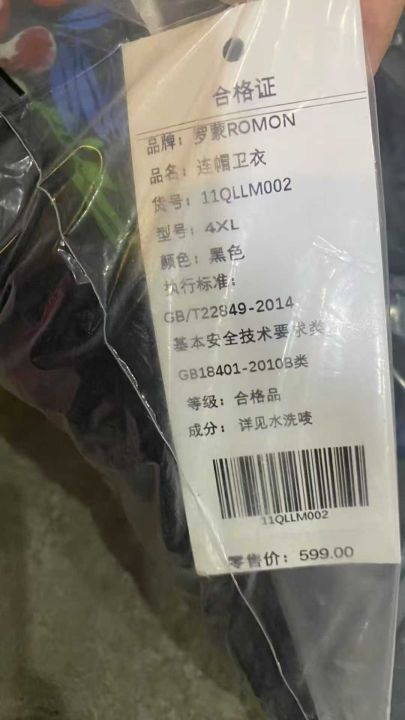 合格证
品牌：罗蒙ROMON
品名：连帽卫衣
货号：11QLLM002
型号：4XL
颜色：黑色
执行标准：
GB/T22849-2014
基本安全技术要求类
GB18401-2010B类
等级：合格品
成分：详见水洗唛
11QLLM002
零售价：599.00